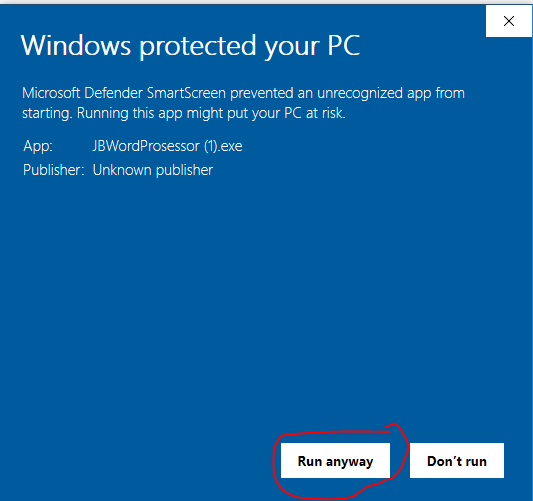 Windows protected your PC
Microsoft Defender SmartScreen prevented an unrecognized app from
starting. Running this app might put your PC at risk.
App: JBWordProsessor (1).exe
Publisher: Unknown publisher
Run anyway Don't run